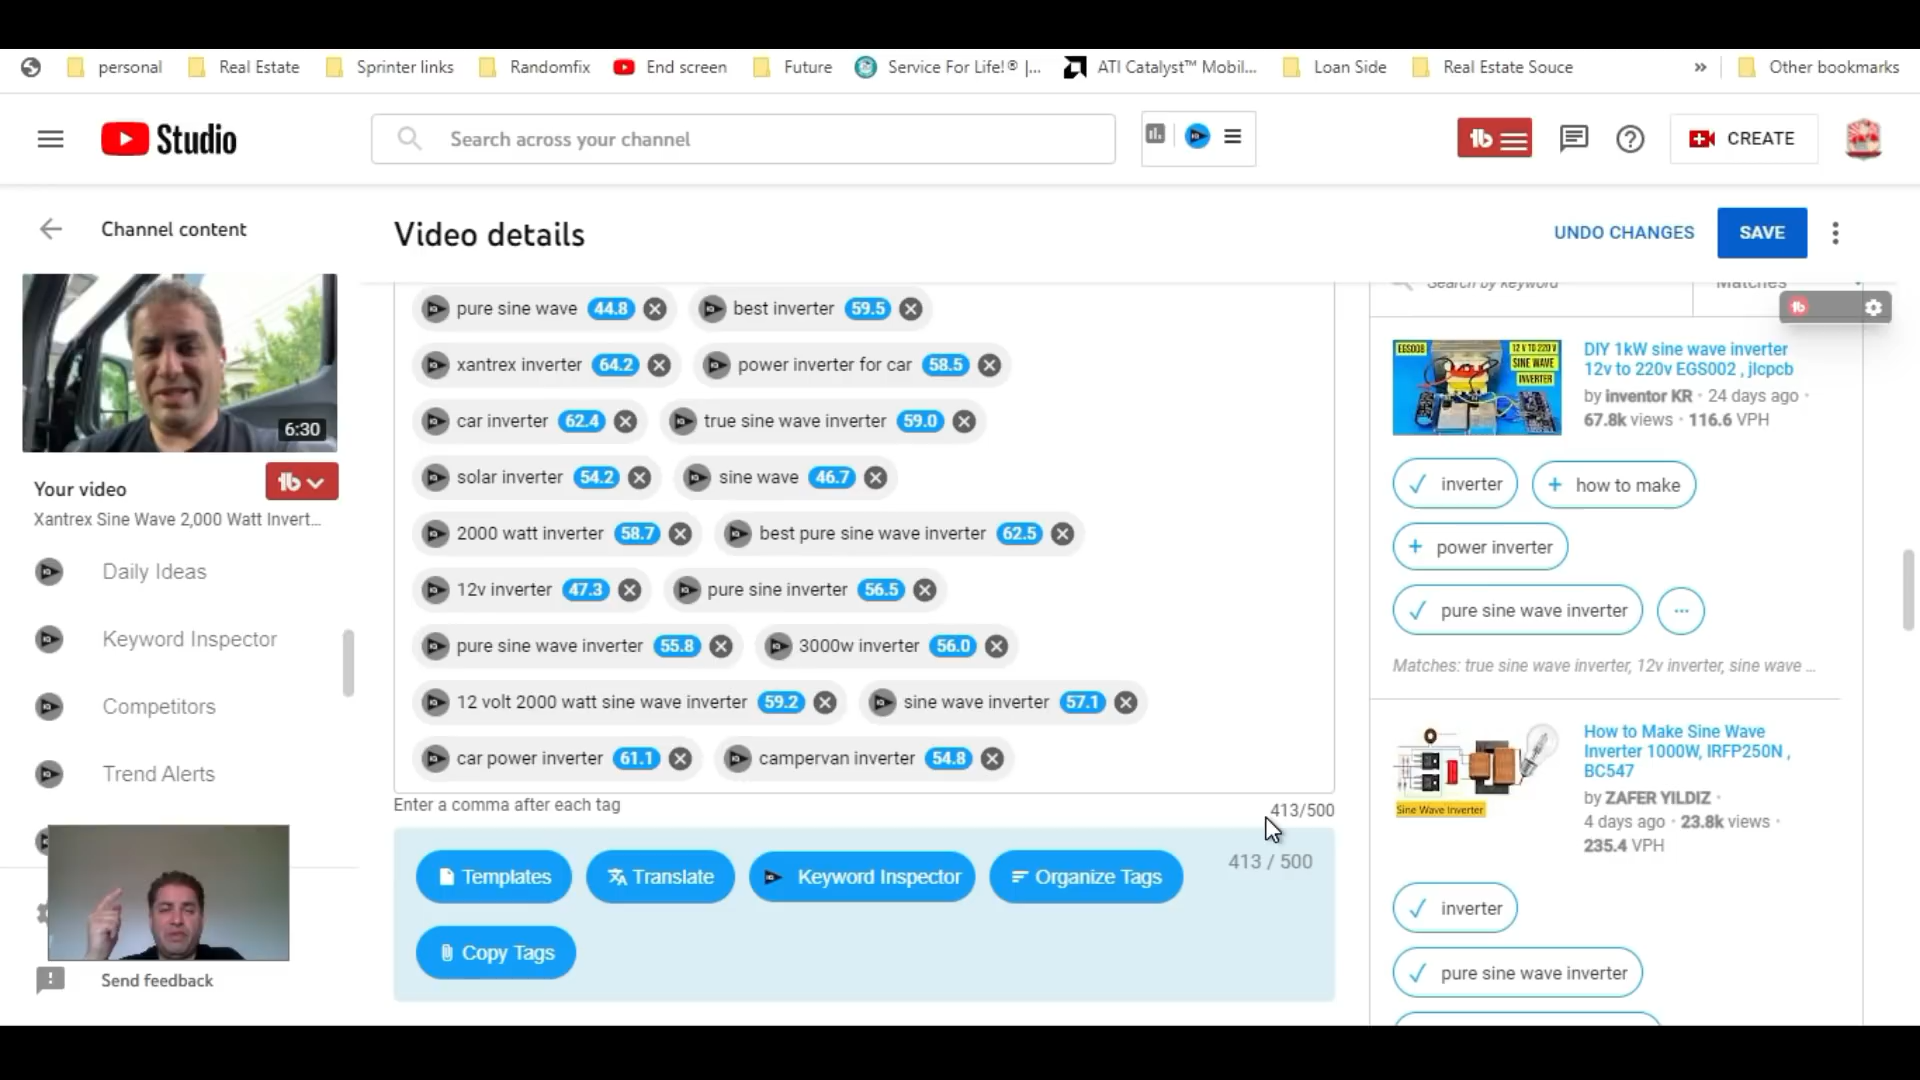 personal Real Estate Sprinter links Randomfix End screen Future Service For Life!® |... ATI Catalyst™ Mobil... Loan Side Real Estate Souce » Other bookmarks
Studio Search across your channel CREATE
Channel content Video details UNDO CHANGES SAVE
Search by keyword Matches
pure sine wave 44.8 best inverter 59.5
xantrex inverter 64.2 power inverter for car 58.5
car inverter 62.4 true sine wave inverter 59.0
solar inverter 54.2 sine wave 46.7
2000 watt inverter 58.7 best pure sine wave inverter 62.5
12v inverter 47.3 pure sine inverter 56.5
pure sine wave inverter 55.8 3000w inverter 56.0
12 volt 2000 watt sine wave inverter 59.2 sine wave inverter 57.1
car power inverter 61.1 campervan inverter 54.8
Enter a comma after each tag 413/500
413 / 500
Templates Translate Keyword Inspector Organize Tags
Copy Tags
6:30
Your video
Xantrex Sine Wave 2,000 Watt Invert...
Daily Ideas
Keyword Inspector
Competitors
Trend Alerts
Send feedback
EGS008 12 V TO 220 V
SINE WAVE
INVERTER
DIY 1kW sine wave inverter
12v to 220v EGS002 , jlcpcb
by inventor KR · 24 days ago ·
67.8k views · 116.6 VPH
✓ inverter + how to make
+ power inverter
✓ pure sine wave inverter ...
Matches: true sine wave inverter, 12v inverter, sine wave ...
Sine Wave Inverter
How to Make Sine Wave
Inverter 1000W, IRFP250N ,
BC547
by ZAFER YILDIZ ·
4 days ago · 23.8k views ·
235.4 VPH
✓ inverter
✓ pure sine wave inverter